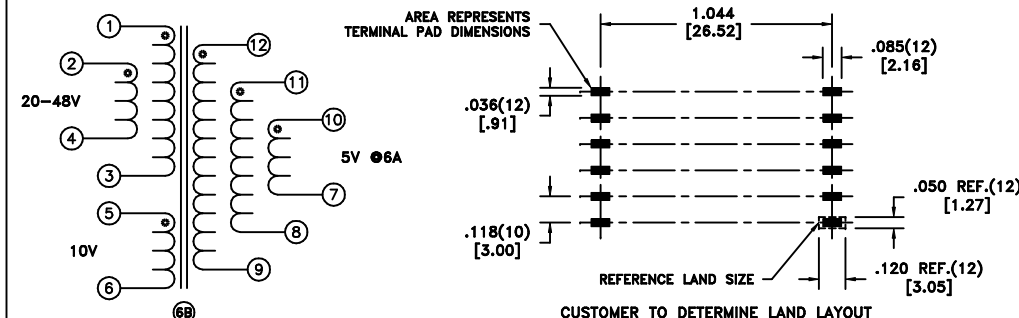 1
2
20-48V
4
3
5
10V
6
6B
12
11
10
5V @6A
7
8
9
AREA REPRESENTS
TERMINAL PAD DIMENSIONS
1.044
[26.52]
.085(12)
[2.16]
.036(12)
[.91]
.118(10)
[3.00]
.050 REF.(12)
[1.27]
REFERENCE LAND SIZE
.120 REF.(12)
[3.05]
CUSTOMER TO DETERMINE LAND LAYOUT